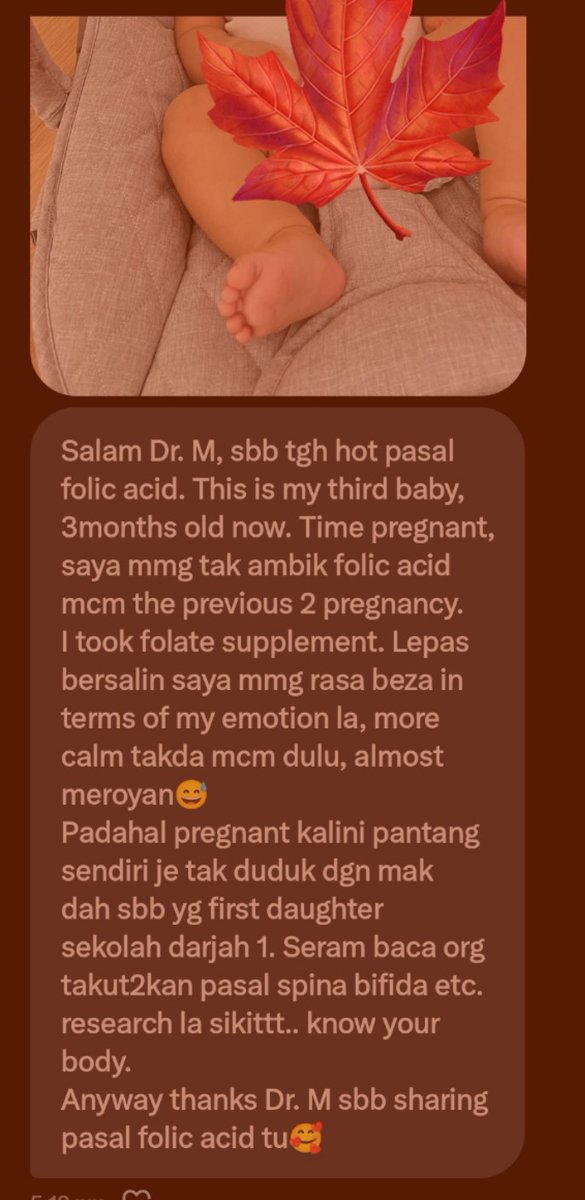 Salam Dr. M, sbb tgh hot pasal
folic acid. This is my third baby,
3months old now. Time pregnant,
saya mmg tak ambik folic acid
mcm the previous 2 pregnancy.
I took folate supplement. Lepas
bersalin saya mmg rasa beza in
terms of my emotion la, more
calm takda mcm dulu, almost
meroyan😅
Padahal pregnant kalini pantang
sendiri je tak duduk dgn mak
dah sbb yg first daughter
sekolah darjah 1. Seram baca org
takut2kan pasal spina bifida etc.
research la sikittt.. know your
body.
Anyway thanks Dr. M sbb sharing
pasal folic acid tu🥰